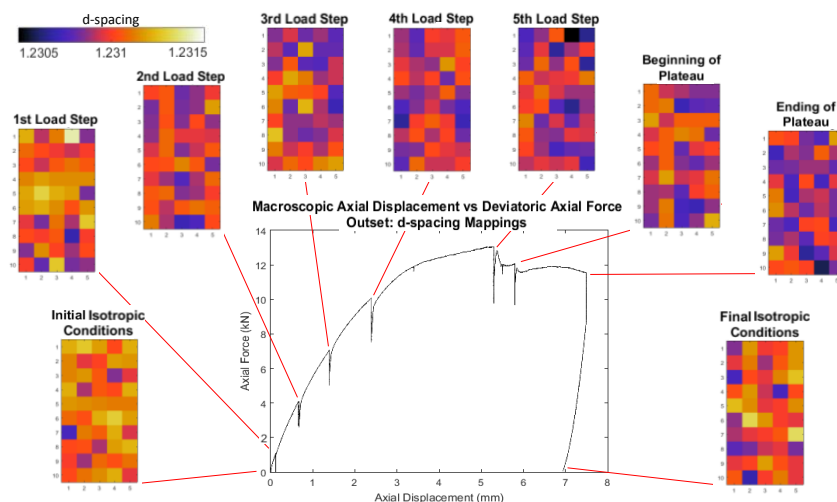 d-spacing
1.2305 1.231 1.2315
1st Load Step
2nd Load Step
3rd Load Step
4th Load Step
5th Load Step
Beginning of
Plateau
Ending of
Plateau
Initial Isotropic
Conditions
Final Isotropic
Conditions
Macroscopic Axial Displacement vs Deviatoric Axial Force
Outset: d-spacing Mappings
Axial Force (kN)
14
12
10
8
6
4
2
0
0 1 2 3 4 5 6 7 8
Axial Displacement (mm)